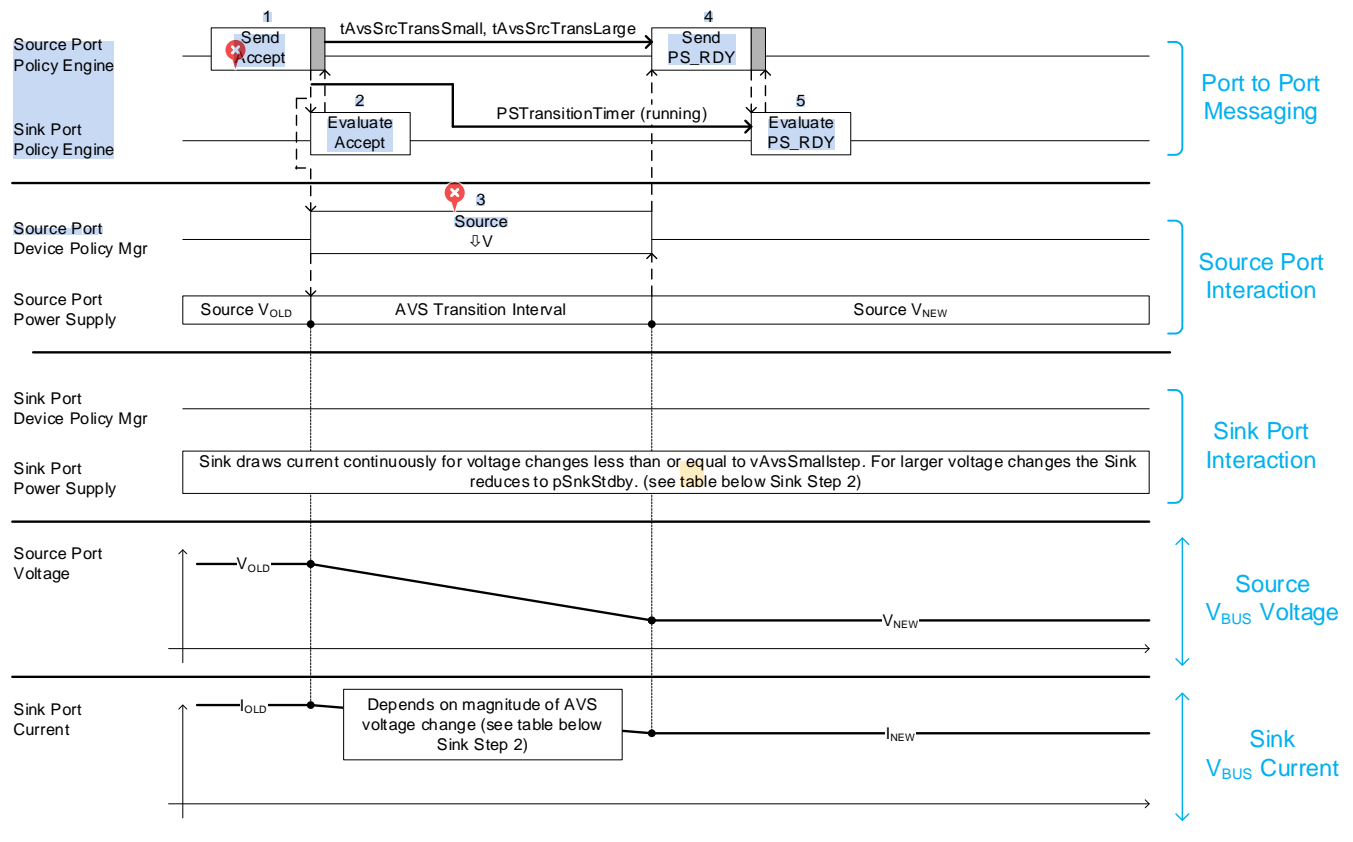 1
4
tAvsSrcTransSmall, tAvsSrcTransLarge
Source Port
Policy Engine
Send
Accept
Send
PS_RDY
Port to Port
Messaging
2
5
PSTransitionTimer (running)
Sink Port
Policy Engine
Evaluate
Accept
Evaluate
PS_RDY
3
Source Port
Device Policy Mgr
Source
⇩V
Source Port
Interaction
Source Port
Power Supply
Source VOLD
AVS Transition Interval
Source VNEW
Sink Port
Device Policy Mgr
Sink Port
Interaction
Sink Port
Power Supply
Sink draws current continuously for voltage changes less than or equal to vAvsSmallstep. For larger voltage changes the Sink
reduces to pSnkStdby. (see table below Sink Step 2)
Source Port
Voltage
VOLD
VNEW
Source
VBUS Voltage
Sink Port
Current
IOLD
Depends on magnitude of AVS
voltage change (see table below
Sink Step 2)
INEW
Sink
VBUS Current